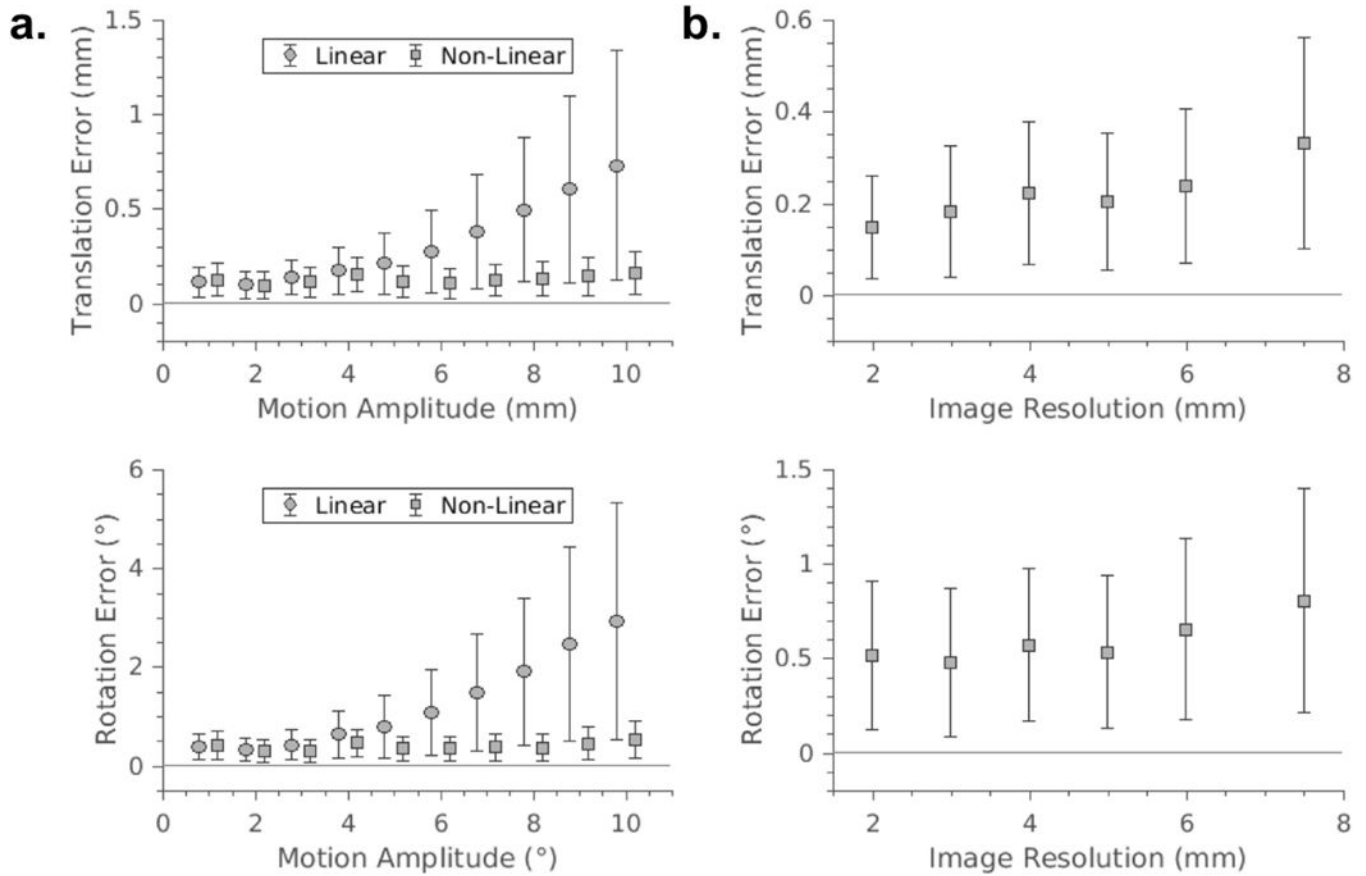 a.
1.5
1
0.5
0
Translation Error (mm)
Linear Non-Linear
0 2 4 6 8 10
Motion Amplitude (mm)
b.
0.6
0.4
0.2
0
Translation Error (mm)
2 4 6 8
Image Resolution (mm)
6
4
2
0
Rotation Error (°)
Linear Non-Linear
0 2 4 6 8 10
Motion Amplitude (°)
1.5
1
0.5
0
Rotation Error (°)
2 4 6 8
Image Resolution (mm)